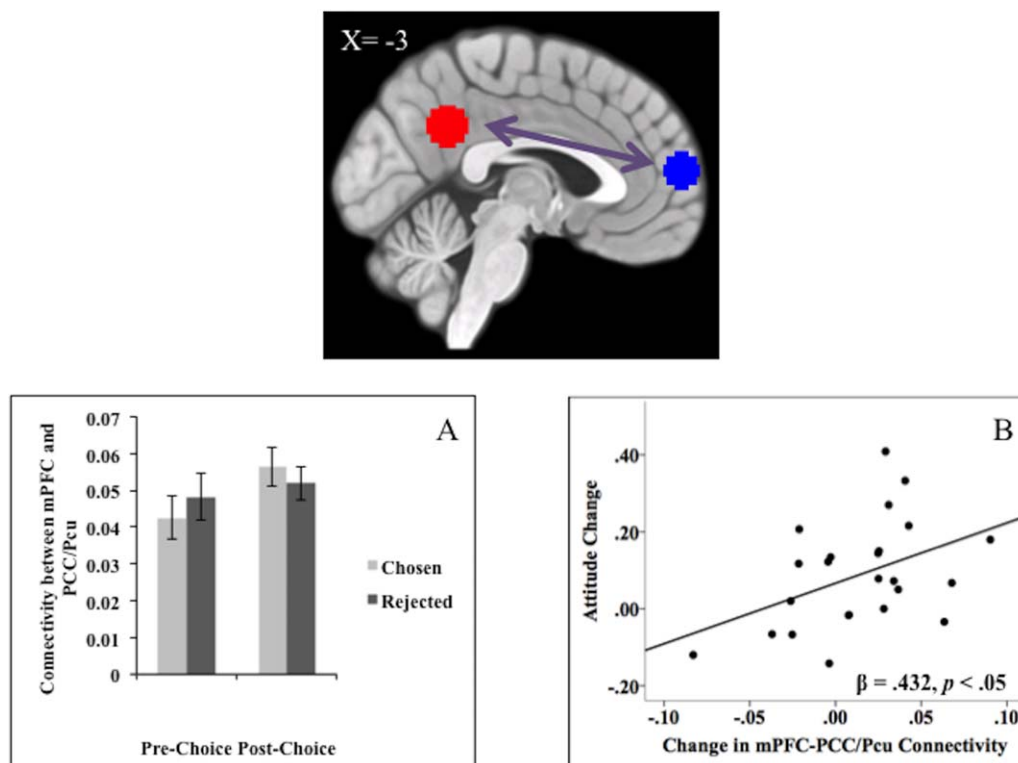 X= -3
A
Connectivity between mPFC and
PCC/Pcu
0.07
0.06
0.05
0.04
0.03
0.02
0.01
0
Chosen
Rejected
Pre-Choice Post-Choice
B
Attitude Change
.40
.20
.00
-.20
β = .432, p < .05
-.10 -.05 .00 .05 .10
Change in mPFC-PCC/Pcu Connectivity